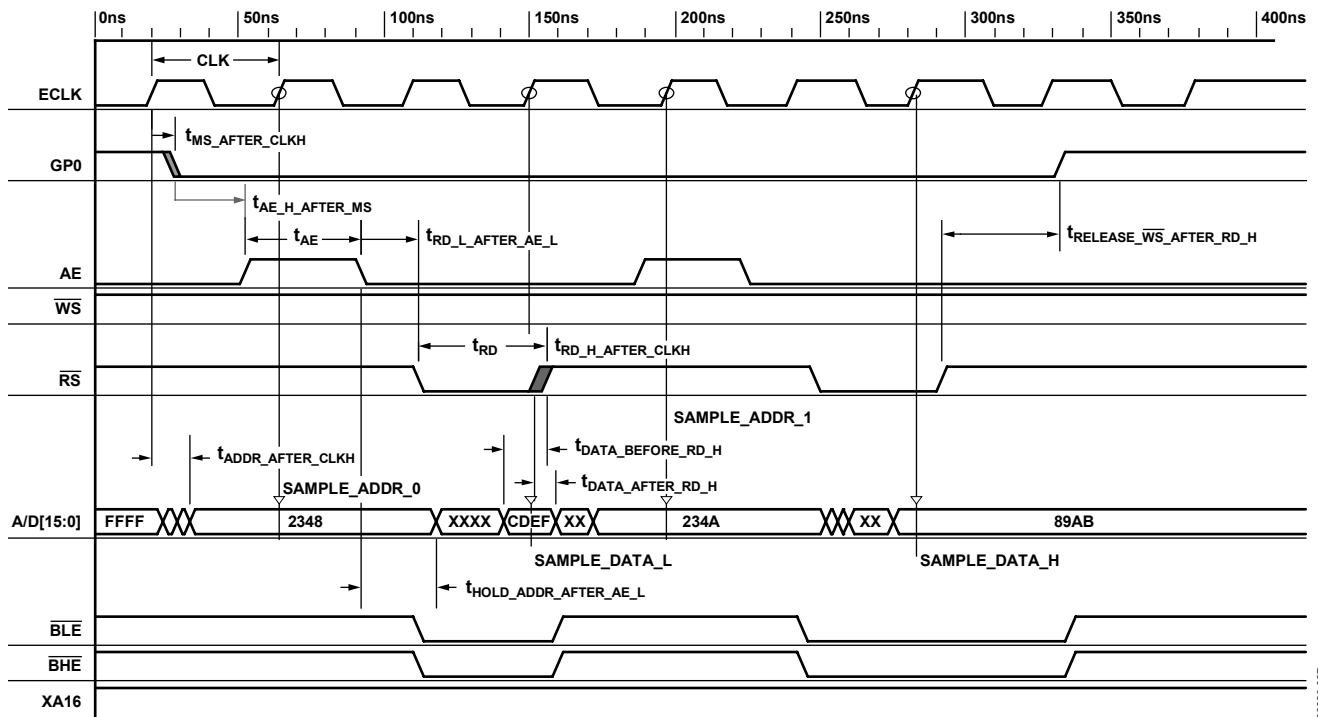 0ns 50ns 100ns 150ns 200ns 250ns 300ns 350ns 400ns
CLK
ECLK
tMS_AFTER_CLKH
GP0
tAE_H_AFTER_MS
tAE tRD_L_AFTER_AE_L tRELEASE_WS_AFTER_RD_H
AE
WS
tRD tRD_H_AFTER_CLKH
RS
SAMPLE_ADDR_1
tADDR_AFTER_CLKH tDATA_BEFORE_RD_H
SAMPLE_ADDR_0 tDATA_AFTER_RD_H
A/D[15:0] FFFF 2348 XXXX CDEF XX 234A XX 89AB
SAMPLE_DATA_L SAMPLE_DATA_H
tHOLD_ADDR_AFTER_AE_L
BLE
BHE
XA16